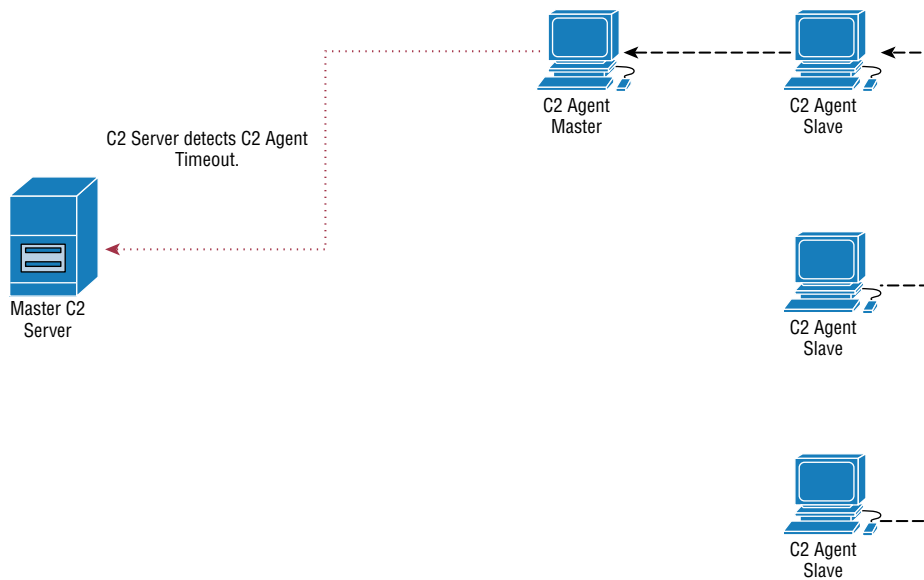 C2 Agent
Master
C2 Agent
Slave
C2 Server detects C2 Agent
Timeout.
Master C2
Server
C2 Agent
Slave
C2 Agent
Slave